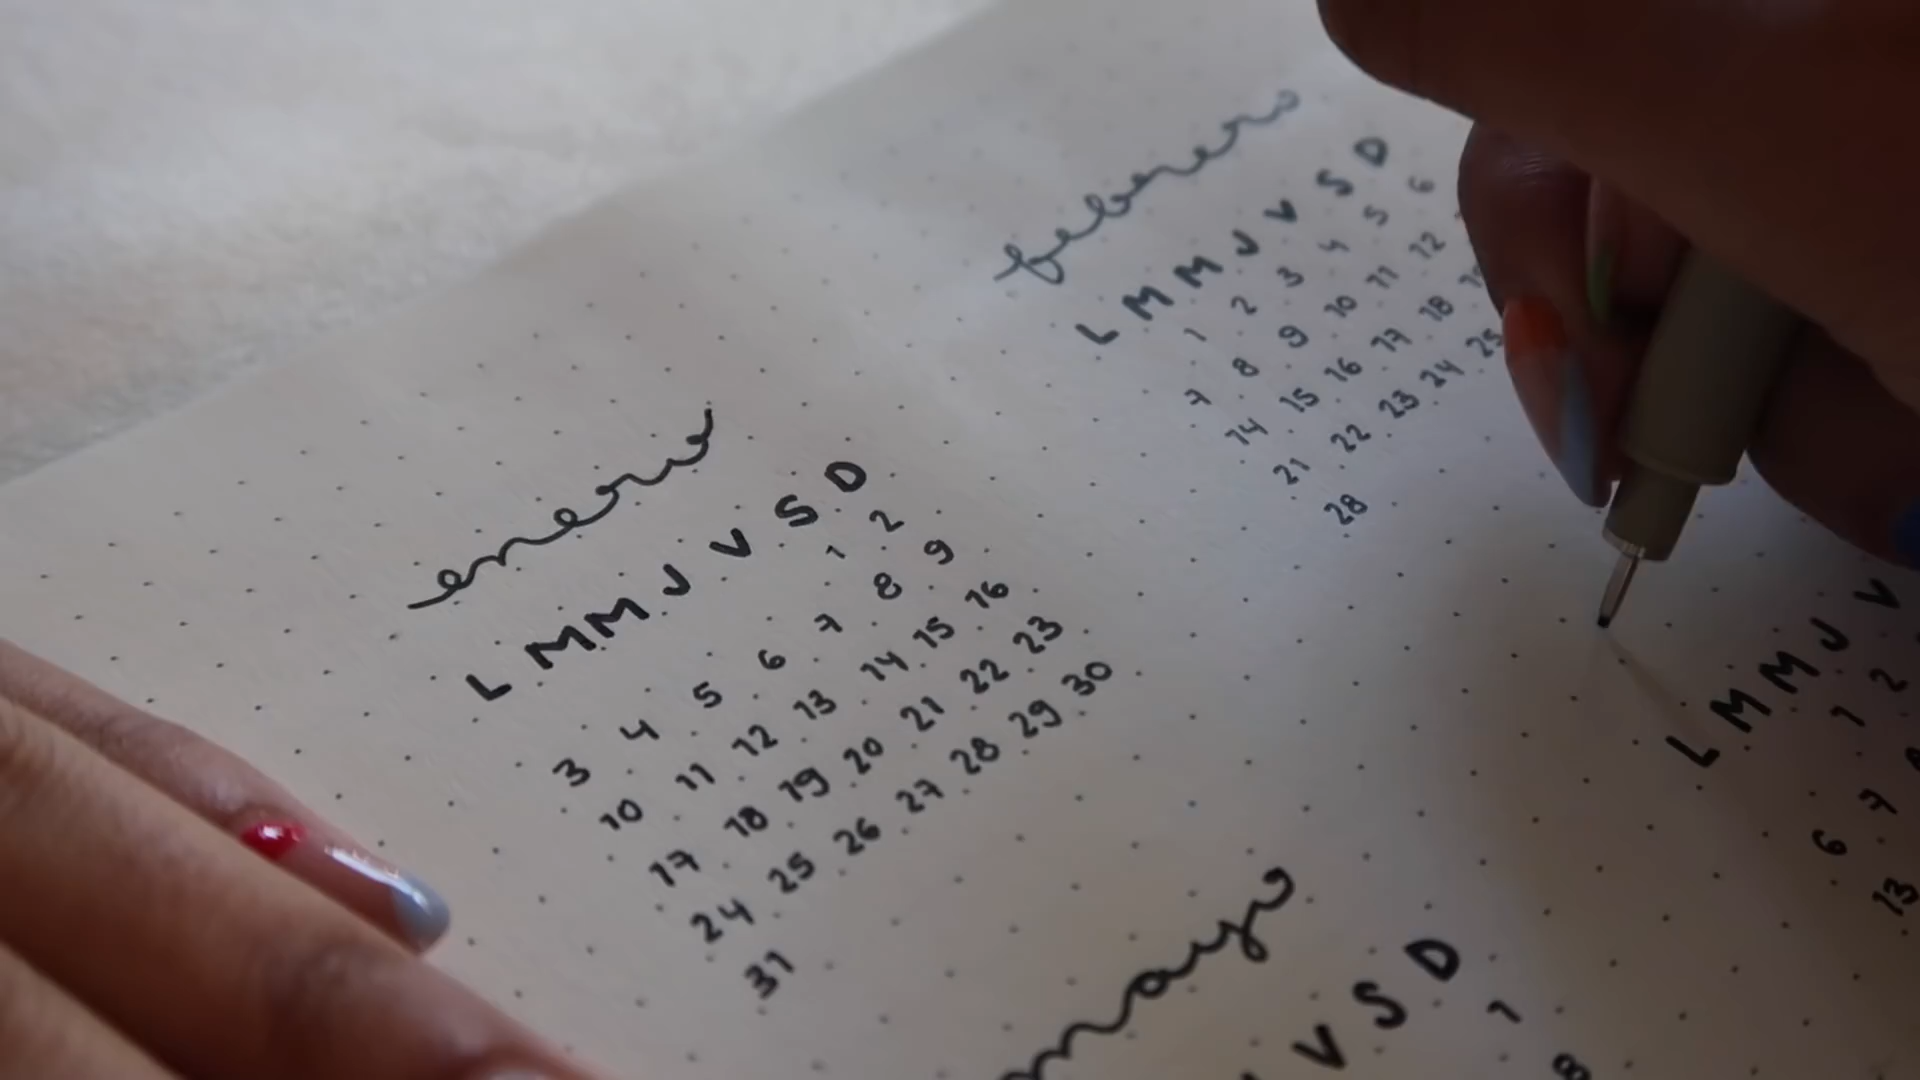 enero
L M M J V S D
1 2
3 4 5 6 7 8 9
10 11 12 13 14 15 16
17 18 19 20 21 22 23
24 25 26 27 28 29 30
31
febrero
L M M J V S D
1 2 3 4 5 6
7 8 9 10 11 12
14 15 16 17 18 19
21 22 23 24 25
28
L M M J V
1 2
6 7
13
mayo
V S D
1
8